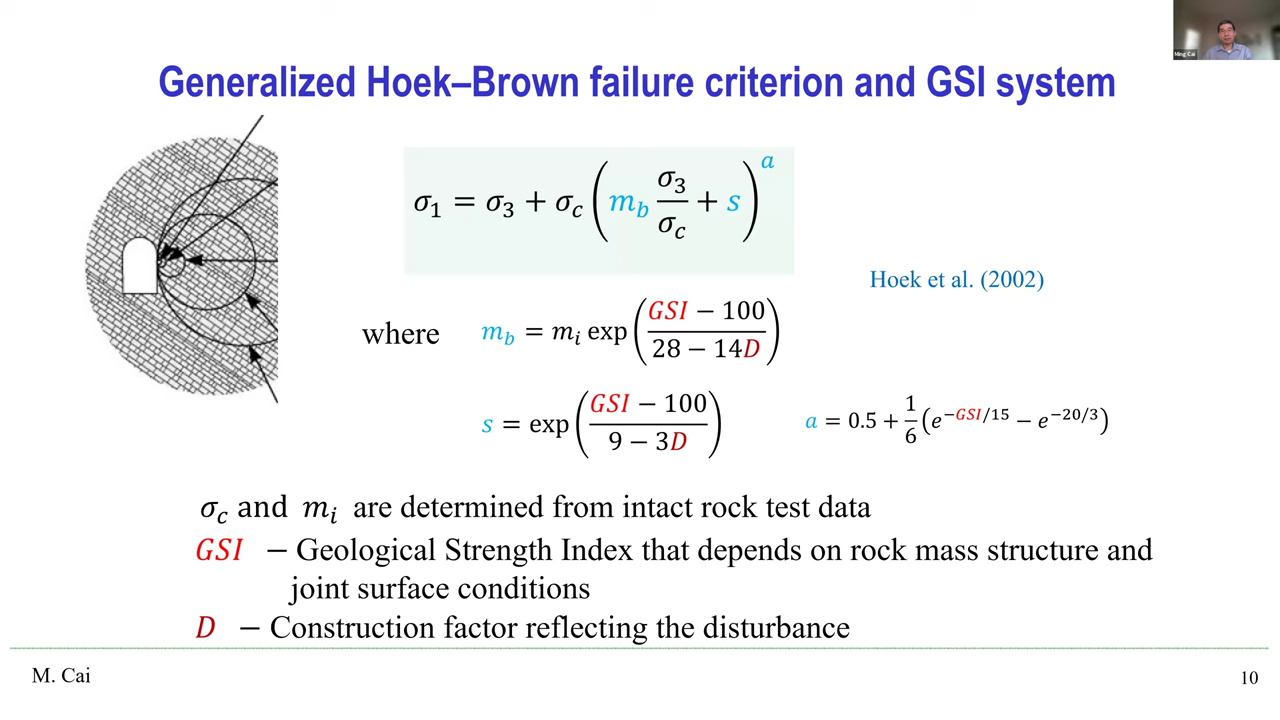 Ming Cai
Generalized Hoek–Brown failure criterion and GSI system
σ₁ = σ₃ + σ_c (m_b σ₃/σ_c + s)^a
Hoek et al. (2002)
where m_b = m_i exp((GSI − 100)/(28 − 14D))
s = exp((GSI − 100)/(9 − 3D))
a = 0.5 + 1/6 (e^(−GSI/15) − e^(−20/3))
σ_c and m_i are determined from intact rock test data
GSI − Geological Strength Index that depends on rock mass structure and
joint surface conditions
D − Construction factor reflecting the disturbance
M. Cai
10